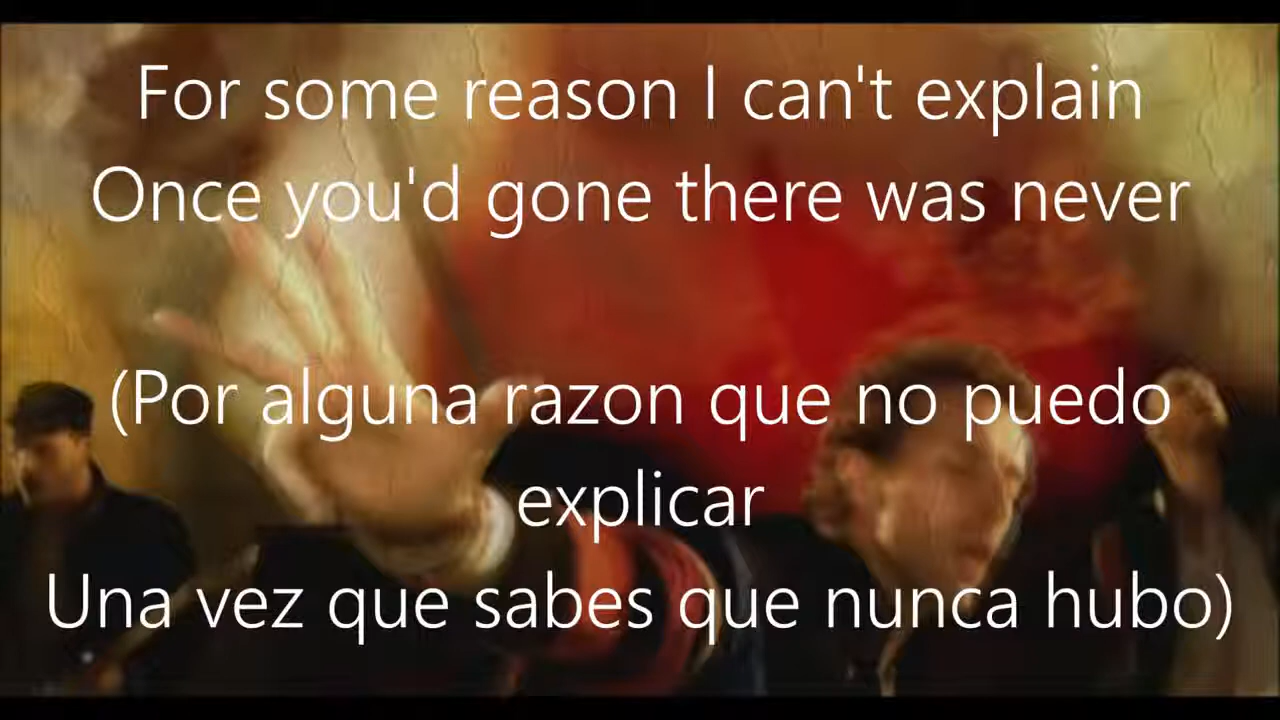 For some reason I can't explain
Once you'd gone there was never
(Por alguna razon que no puedo
explicar
Una vez que sabes que nunca hubo)